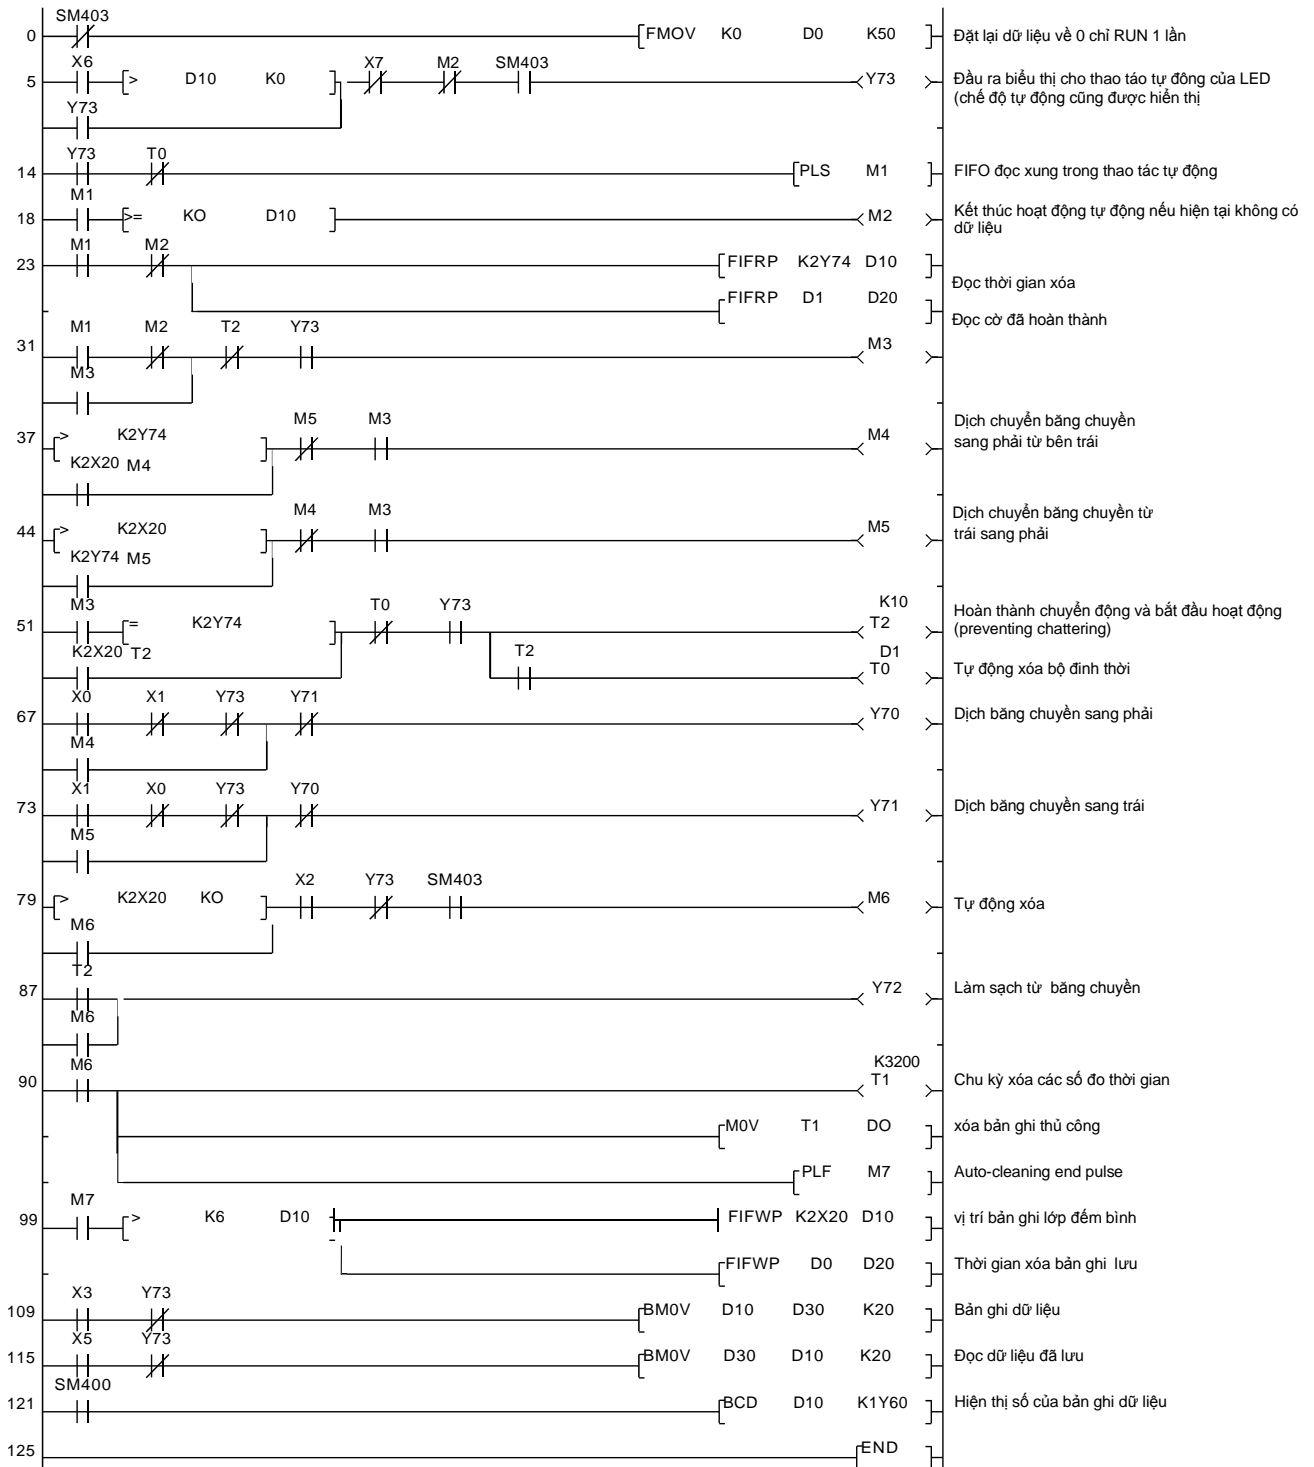 SM403
0 FMOV K0 D0 K50 Đặt lại dữ liệu về 0 chỉ RUN 1 lần
X6 X7 M2 SM403
5 > D10 K0 Y73 Đầu ra biểu thị cho thao táo tự đông của LED
(chế độ tự động cũng được hiển thị
Y73
Y73 T0
14 PLS M1 FIFO đọc xung trong thao tác tự động
M1
18 >= KO D10 M2 Kết thúc hoạt động tự động nếu hiện tại không có
dữ liệu
M1 M2
23 FIFRP K2Y74 D10
Đọc thời gian xóa
FIFRP D1 D20
Đọc cờ đã hoàn thành
M1 M2 T2 Y73
31 M3
M3
M5 M3
37 > K2Y74 M4 Dịch chuyển băng chuyền
sang phải từ bên trái
K2X20 M4
M4 M3
44 > K2X20 M5 Dịch chuyển băng chuyền từ
trái sang phải
K2Y74 M5
M3 T0 Y73 K10
51 = K2Y74 T2 Hoàn thành chuyển động và bắt đầu hoạt động
(preventing chattering)
K2X20 T2 T2 D1
T0 Tự động xóa bộ đinh thời
X0 X1 Y73 Y71
67 Y70 Dịch băng chuyền sang phải
M4
X1 X0 Y73 Y70
73 Y71 Dịch băng chuyền sang trái
M5
X2 Y73 SM403
79 > K2X20 KO M6 Tự động xóa
M6
T2
87 Y72 Làm sạch từ băng chuyền
M6
M6 K3200
90 T1 Chu kỳ xóa các số đo thời gian
M0V T1 DO xóa bản ghi thủ công
PLF M7 Auto-cleaning end pulse
M7
99 > K6 D10 FIFWP K2X20 D10 vị trí bản ghi lớp đếm bình
FIFWP D0 D20 Thời gian xóa bản ghi lưu
X3 Y73
109 BM0V D10 D30 K20 Bản ghi dữ liệu
X5 Y73
115 BM0V D30 D10 K20 Đọc dữ liệu đã lưu
SM400
121 BCD D10 K1Y60 Hiện thị số của bản ghi dữ liệu
125 END